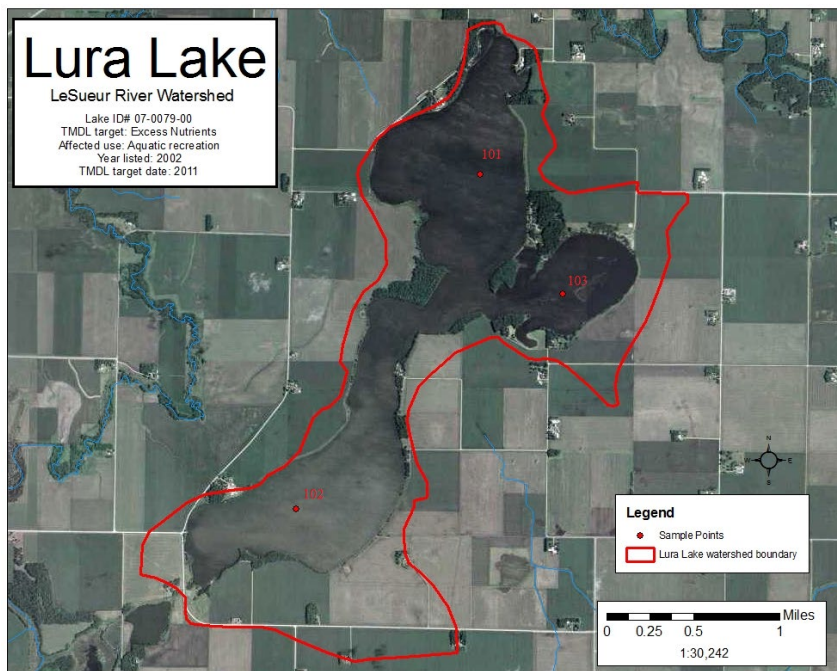 Lura Lake
LeSueur River Watershed
Lake ID# 07-0079-00
TMDL target: Excess Nutrients
Affected use: Aquatic recreation
Year listed: 2002
TMDL target date: 2011
101
103
102
N
W E
S
Legend
Sample Points
Lura Lake watershed boundary
Miles
0 0.25 0.5 1
1:30,242